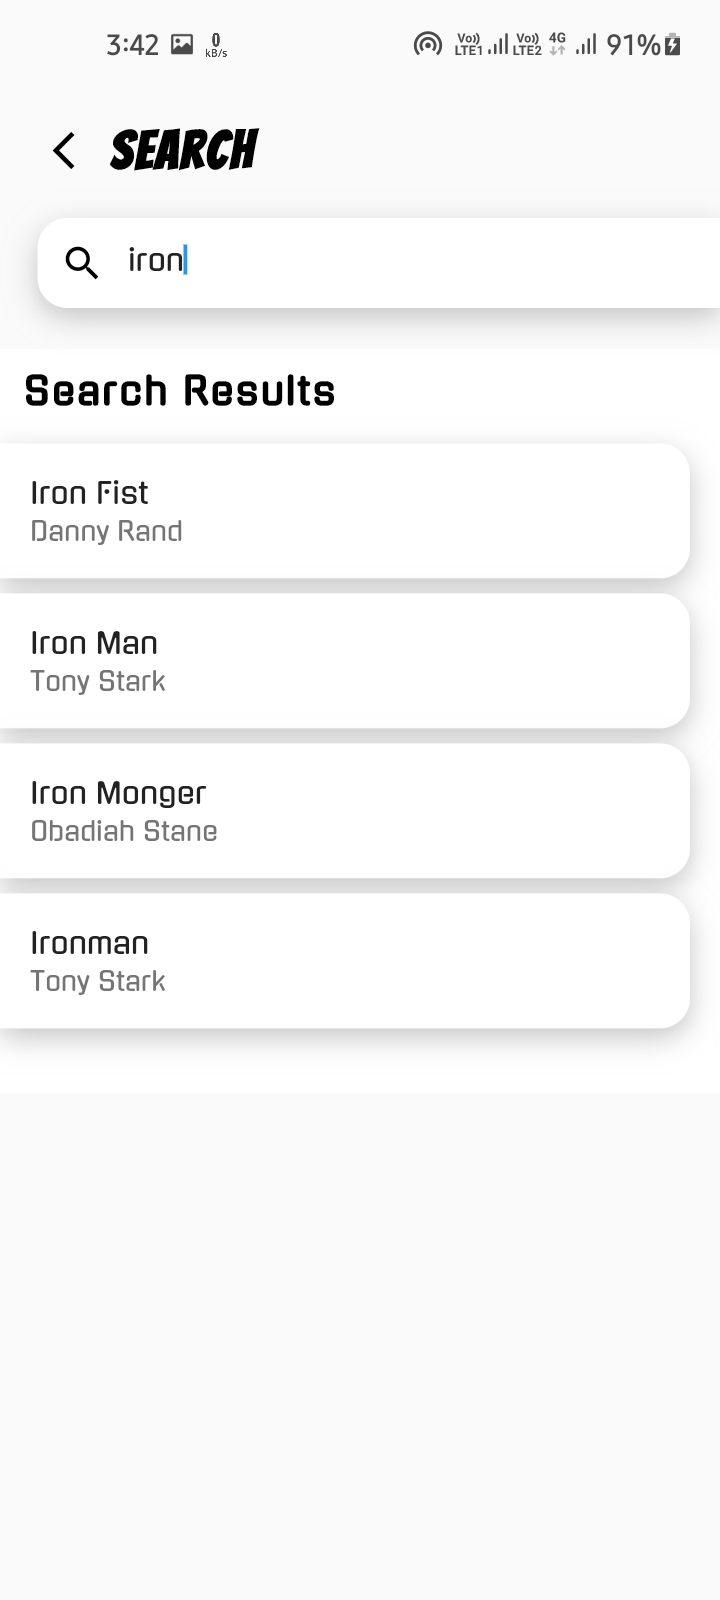 3:42 0 kB/s Vo)) LTE1 Vo)) LTE2 4G 91%
SEARCH
iron
Search Results
Iron Fist
Danny Rand
Iron Man
Tony Stark
Iron Monger
Obadiah Stane
Ironman
Tony Stark